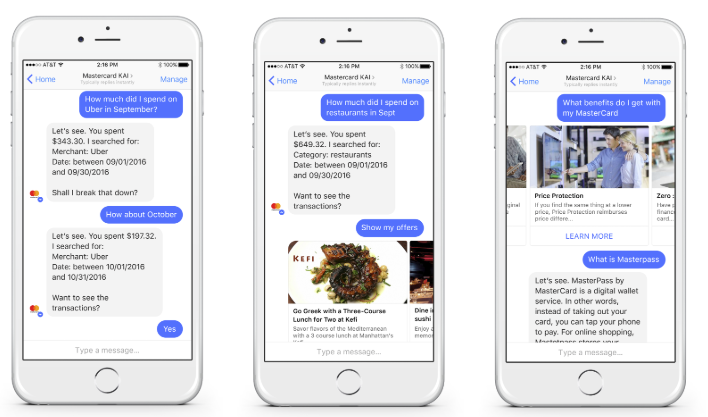 AT&T 2:16 PM 100%
Home Mastercard KAI › Manage
Typically replies instantly
How much did I spend on
Uber in September?
Let's see. You spent
$343.30. I searched for:
Merchant: Uber
Date: between 09/01/2016
and 09/30/2016
Shall I break that down?
How about October
Let's see. You spent $197.32.
I searched for:
Merchant: Uber
Date: between 10/01/2016
and 10/31/2016
Want to see the
transactions?
Yes
Type a message...
AT&T 2:16 PM 100%
Home Mastercard KAI › Manage
Typically replies instantly
How much did I spend on
restaurants in Sept
Let's see. You spent
$649.32. I searched for:
Category: restaurants
Date: between 09/01/2016
and 09/30/2016
Want to see the
transactions?
Show my offers
KEFI
Go Greek with a Three-Course
Lunch for Two at Kefi
Savor flavors of the Mediterranean
with a 3 course lunch at Manhattan's
Dine i
sushi
Enjoy a
memor
Type a message...
AT&T 2:16 PM 100%
Home Mastercard KAI › Manage
Typically replies instantly
What benefits do I get with
my MasterCard
iginal
Price Protection
If you find the same thing at a lower
price, Price Protection reimburses
price differe...
LEARN MORE
Zero
Have p
financ
card...
What is Masterpass
Let's see. MasterPass by
MasterCard is a digital wallet
service. In other words,
instead of taking out your
card, you can tap your phone
to pay. For online shopping,
Masterpass stores your
Type a message...